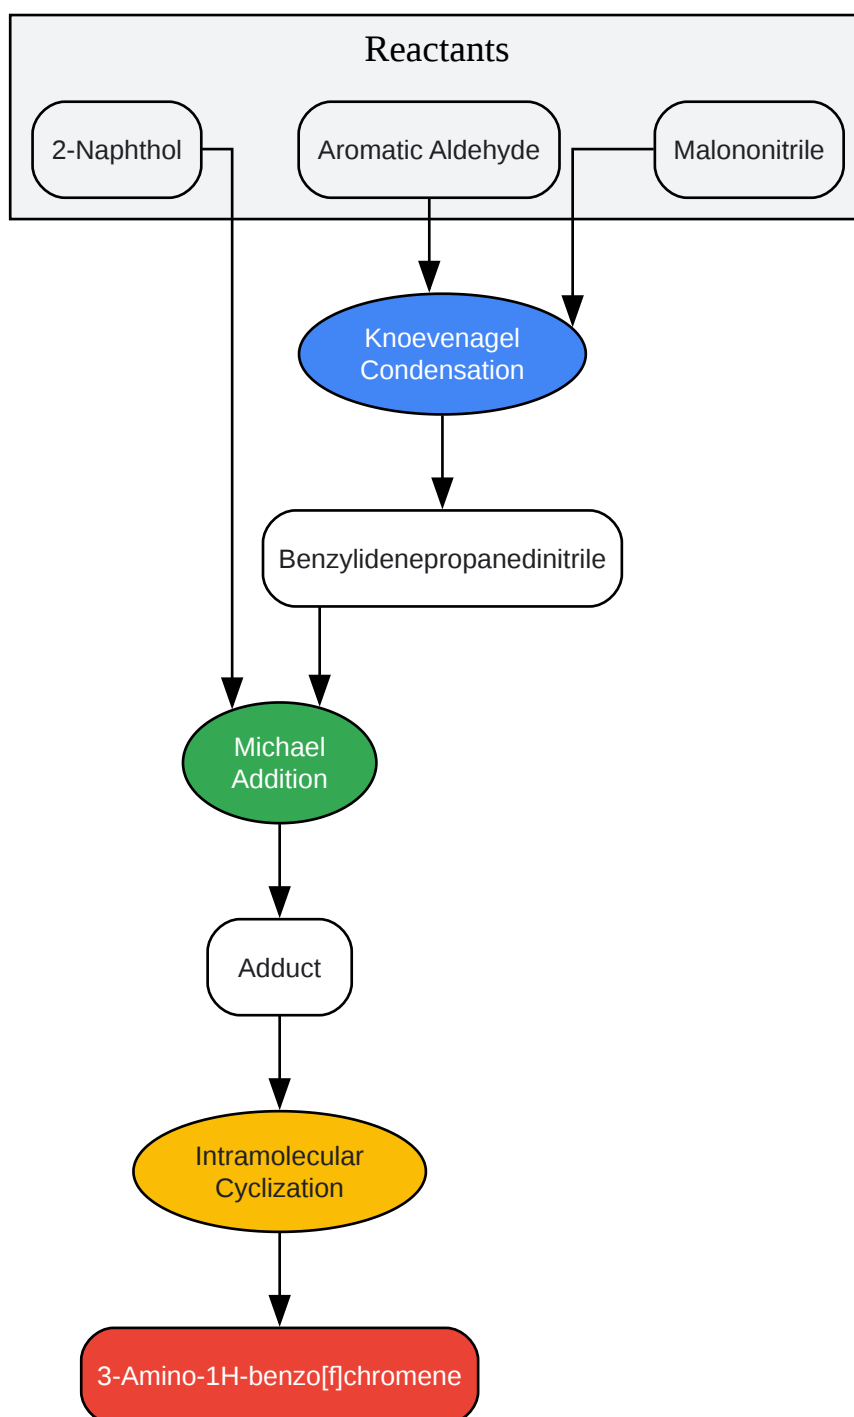 Reactants
2-Naphthol
Aromatic Aldehyde
Malononitrile
Knoevenagel
Condensation
Benzylidenepropanedinitrile
Michael
Addition
Adduct
Intramolecular
Cyclization
3-Amino-1H-benzo[f]chromene